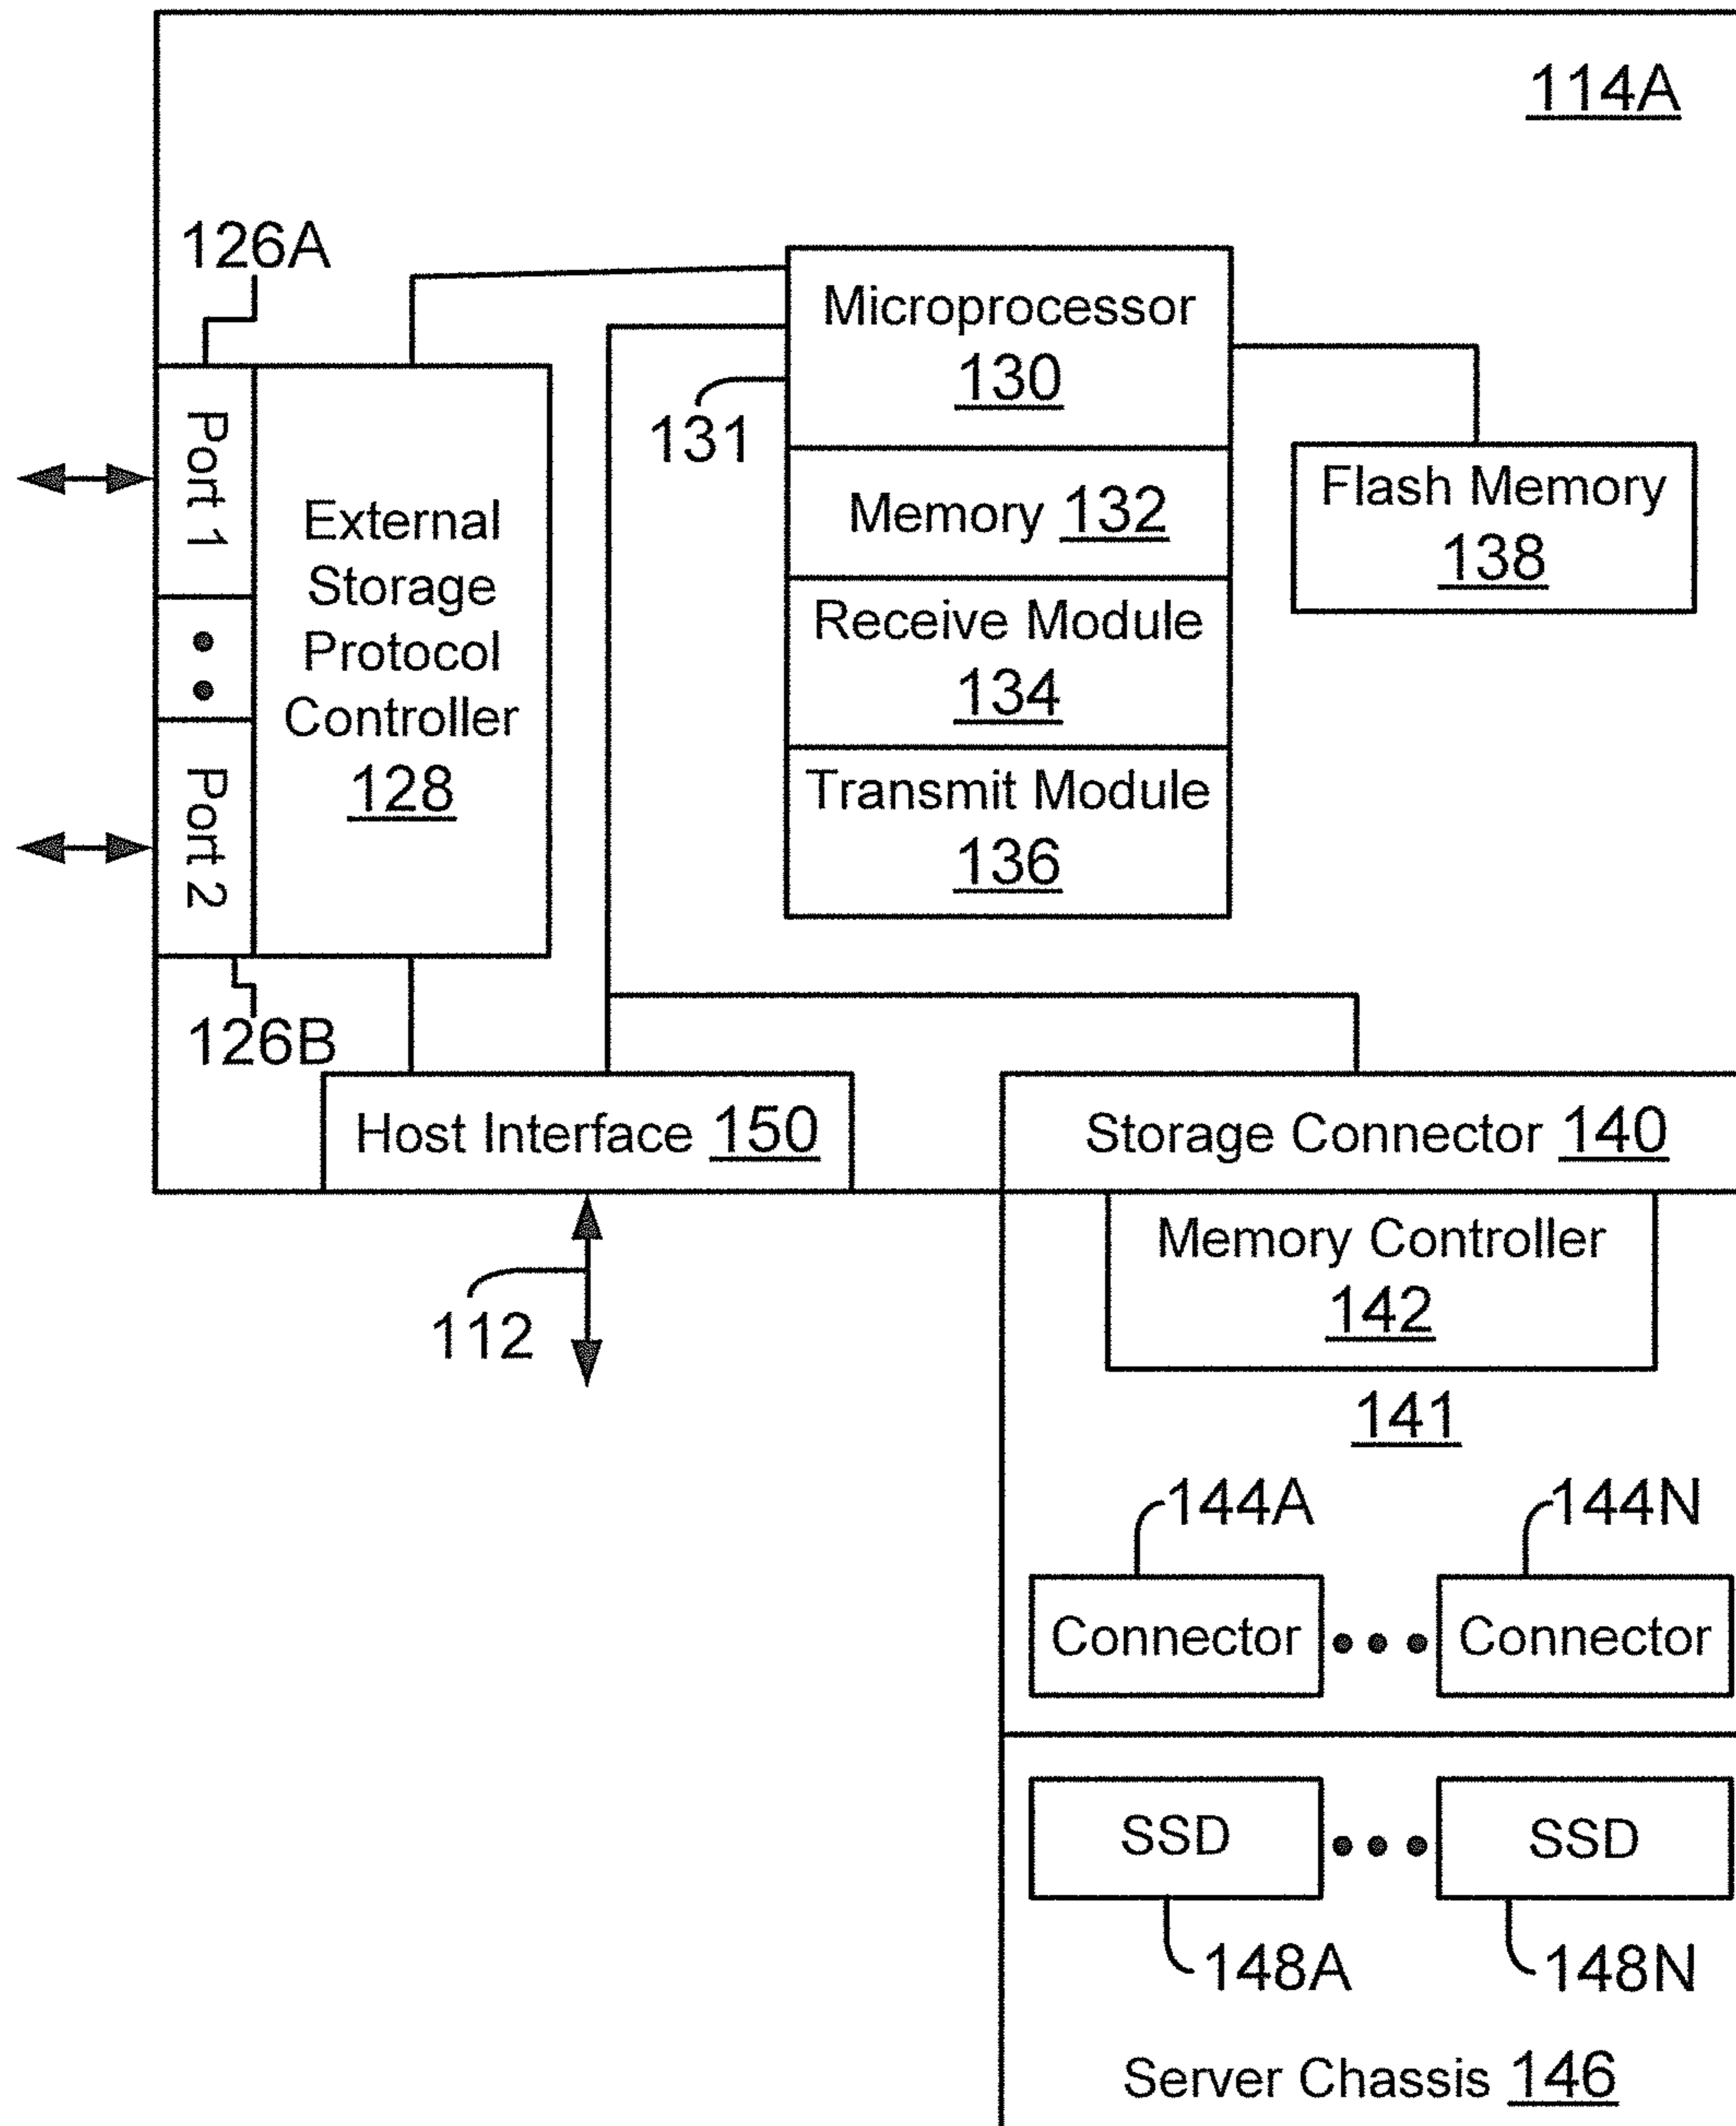 114A
126A
Microprocessor
130
131
Port 1
External
Storage
Protocol
Controller
128
Memory 132
Flash Memory
138
Receive Module
134
Port 2
Transmit Module
136
126B
Host Interface 150
Storage Connector 140
Memory Controller
142
112
141
144A
144N
Connector
Connector
SSD
SSD
148A
148N
Server Chassis 146